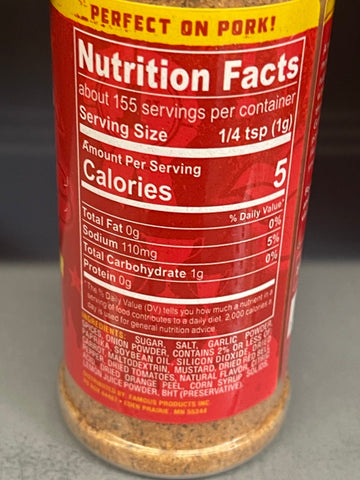 PERFECT ON PORK!
Nutrition Facts
about 155 servings per container
Serving Size 1/4 tsp (1g)
Amount Per Serving
Calories 5
% Daily Value*
Total Fat 0g 0%
Sodium 110mg 5%
Total Carbohydrate 1g 0%
Protein 0g
*The % Daily Value (DV) tells you how much a nutrient in a
serving of food contributes to a daily diet. 2,000 calories a
day is used for general nutrition advice.
INGREDIENTS: SUGAR, SALT, GARLIC POWDER,
ONION POWDER, CONTAINS 2% OR LESS OF
SOYBEAN OIL, SILICON DIOXIDE,
MALTODEXTRIN, MUSTARD,
DRIED TOMATOES, NATURAL FLAVOR,
DRIED ORANGE PEEL, CORN SYRUP SOLIDS,
LEMON JUICE POWDER, BHT (PRESERVATIVE).
DISTRIBUTED BY: FAMOUS PRODUCTS INC.
EDEN PRAIRIE, MN 55344